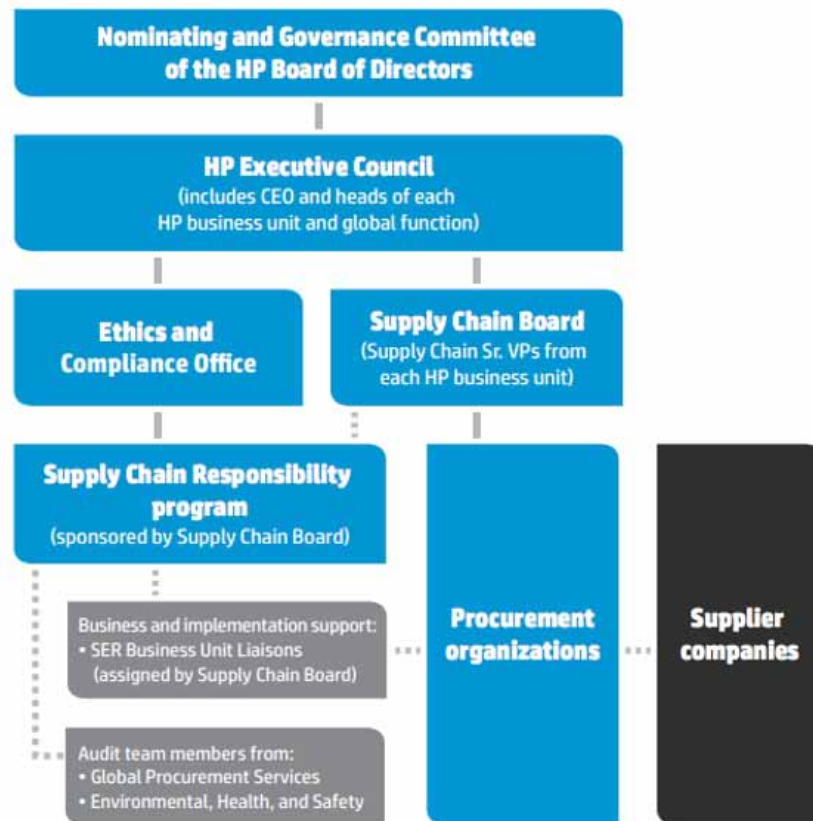 Nominating and Governance Committee
of the HP Board of Directors
HP Executive Council
(includes CEO and heads of each
HP business unit and global function)
Ethics and
Compliance Office
Supply Chain Board
(Supply Chain Sr. VPs from
each HP business unit)
Supply Chain Responsibility
program
(sponsored by Supply Chain Board)
Business and implementation support:
• SER Business Unit Liaisons
(assigned by Supply Chain Board)
Audit team members from:
• Global Procurement Services
• Environmental, Health, and Safety
Procurement
organizations
Supplier
companies